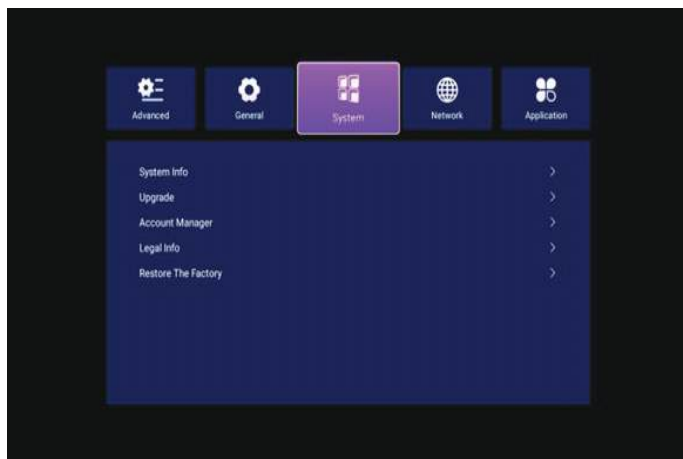 Advanced
General
System
Network
Application
System Info
Upgrade
Account Manager
Legal Info
Restore The Factory